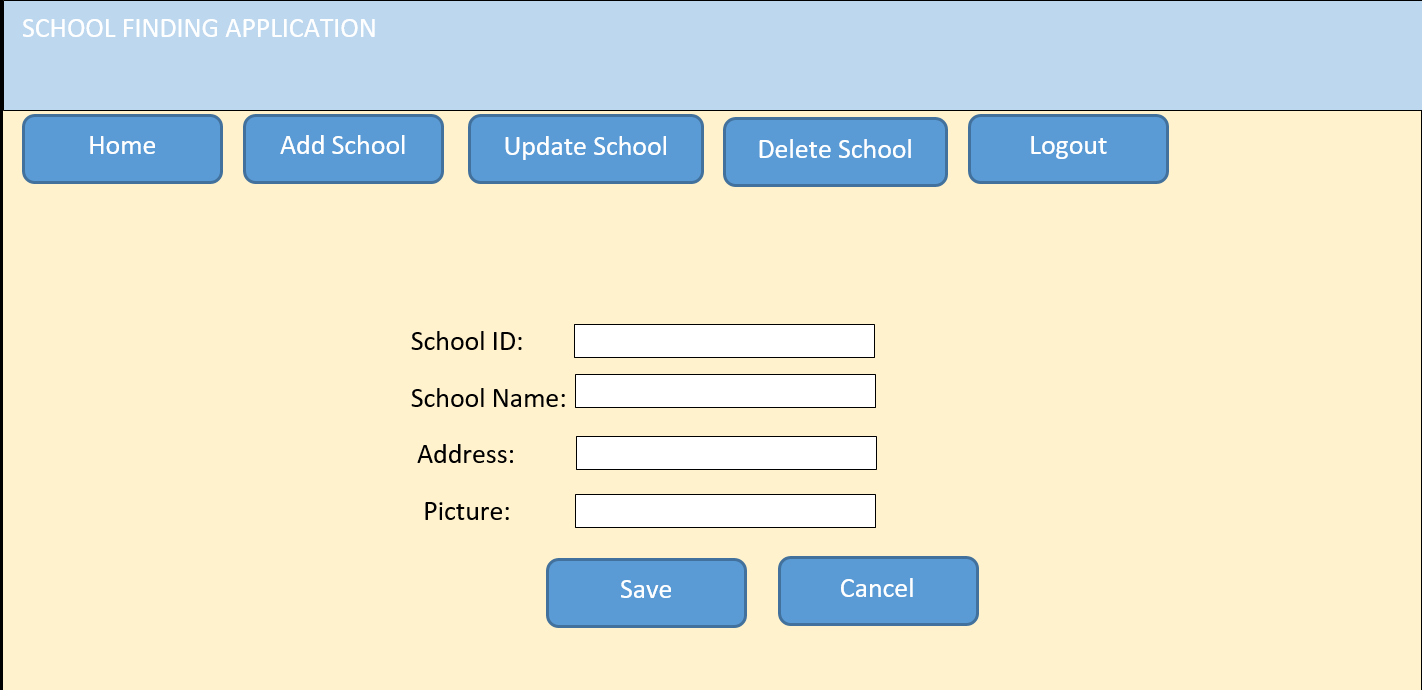 SCHOOL FINDING APPLICATION
Home Add School Update School Delete School Logout
School ID:
School Name:
Address:
Picture:
Save Cancel